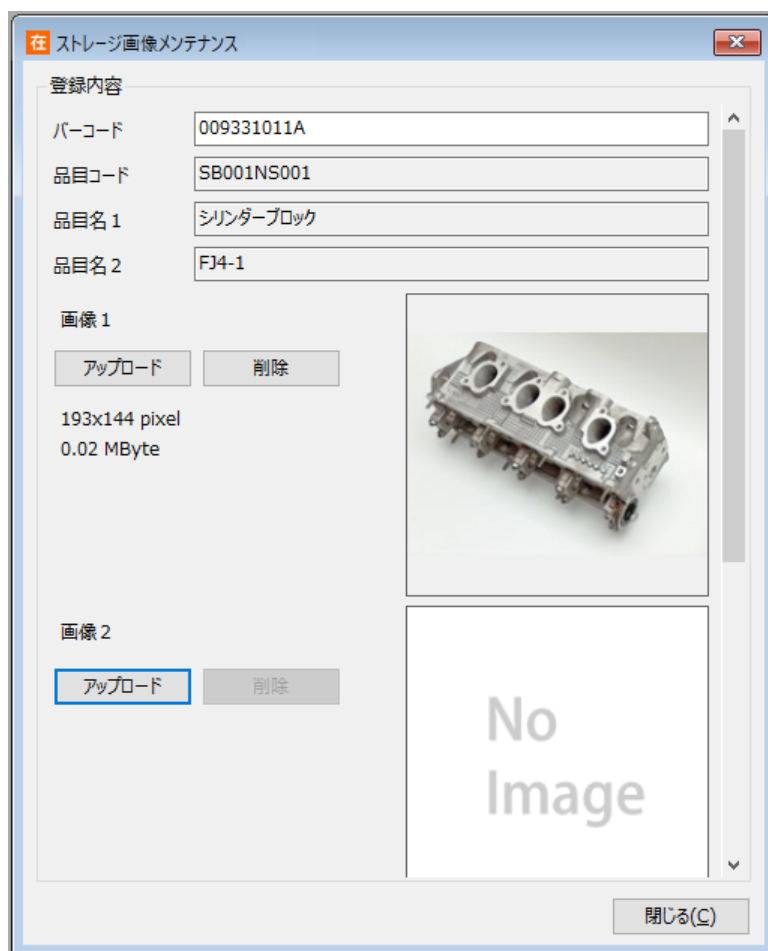 在 ストレージ画像メンテナンス
登録内容
バーコード 009331011A
品目コード SB001NS001
品目名1 シリンダーブロック
品目名2 FJ4-1
画像1
アップロード 削除
193x144 pixel
0.02 MByte
画像2
アップロード 削除
No
Image
閉じる(C)